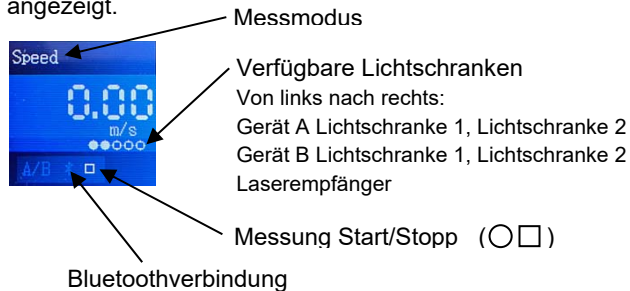 angezeigt.
Messmodus
Speed
0.00
m/s
A/B
Verfügbare Lichtschranken
Von links nach rechts:
Gerät A Lichtschranke 1, Lichtschranke 2
Gerät B Lichtschranke 1, Lichtschranke 2
Laserempfänger
Messung Start/Stopp (○□)
Bluetoothverbindung